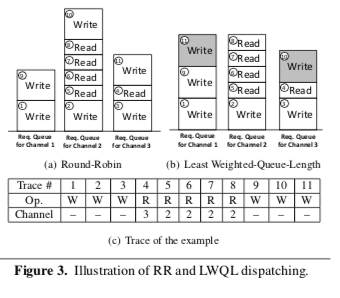 ⑨ Write
① Write
Req. Queue
for Channel 1
⑩ Write
⑧ Read
⑦ Read
⑥ Read
⑤ Read
② Write
Req. Queue
for Channel 2
⑪ Write
④ Read
③ Write
Req. Queue
for Channel 3
(a) Round-Robin
⑪ Write
⑨ Write
① Write
Req. Queue
for Channel 1
⑧ Read
⑦ Read
⑥ Read
⑤ Read
② Write
Req. Queue
for Channel 2
⑩ Write
④ Read
③ Write
Req. Queue
for Channel 3
(b) Least Weighted-Queue-Length
Trace # 1 2 3 4 5 6 7 8 9 10 11
Op. W W W R R R R R W W W
Channel – – – 3 2 2 2 2 – – –
(c) Trace of the example
Figure 3. Illustration of RR and LWQL dispatching.